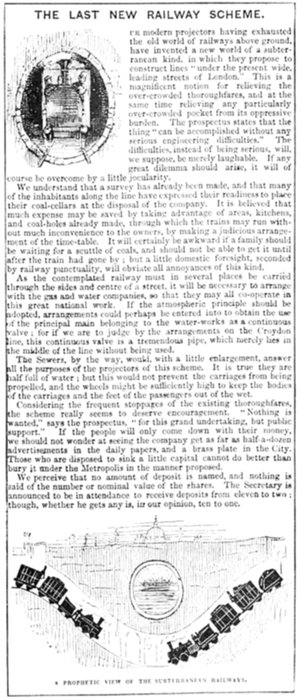 THE LAST NEW RAILWAY SCHEME.
UR modern projectors having exhausted
the old world of railways above ground,
have invented a new world of a subter-
ranean kind, in which they propose to
construct lines "under the present wide,
leading streets of London." This is a
magnificent notion for relieving the
over-crowded thoroughfares, and at the
same time relieving any particularly
over-crowded pocket from its oppressive
burden. The prospectus states that the
thing "can be accomplished without any
serious engineering difficulties." The
difficulties, instead of being serious, will,
we suppose, be merely laughable. If any
great dilemma should arise, it will of
course be overcome by a little jocularity.
We understand that a survey has already been made, and that many
of the inhabitants along the line have expressed their readiness to place
their coal-cellars at the disposal of the company. It is believed that
much expense may be saved by taking advantage of areas, kitchens,
and coal-holes already made, through which the trains may run with-
out much inconvenience to the owners, by making a judicious arrange-
ment of the time-table. It will certainly be awkward if a family should
be waiting for a scuttle of coals, and should not be able to get it until
after the train had gone by; but a little domestic foresight, seconded
by railway punctuality, will obviate all annoyances of this kind.
As the contemplated railway must in several places be carried
through the sides and centre of a street, it will be necessary to arrange
with the gas and water companies, so that they may all co-operate in
this great national work. If the atmospheric principle should be
adopted, arrangements could perhaps be entered into to obtain the use
of the principal main belonging to the water-works as a continuous
valve; for if we are to judge by the arrangements on the Croydon
line, this continuous valve is a tremendous pipe, which merely lies in
the middle of the line without being used.
The Sewers, by the way, would, with a little enlargement, answer
all the purposes of the projectors of this scheme. It is true they are
half full of water; but this would not prevent the carriages from being
propelled, and the wheels might be sufficiently high to keep the bodies
of the carriages and the feet of the passengers out of the wet.
Considering the frequent stoppages of the existing thoroughfares,
the scheme really seems to deserve encouragement. "Nothing is
wanted," says the prospectus, "for this grand undertaking, but public
support." If the people will only come down with their money,
we should not wonder at seeing the company get as far as half-a-dozen
advertisements in the daily papers, and a brass plate in the City.
Those who are disposed to sink a little capital cannot do better than
bury it under the Metropolis in the manner proposed.
We perceive that no amount of deposit is named, and nothing is
said of the number or nominal value of the shares. The Secretary is
announced to be in attendance to receive deposits from eleven to two;
though, whether he gets any is, in our opinion, ten to one.
A PROPHETIC VIEW OF THE SUBTERRANEAN RAILWAYS.